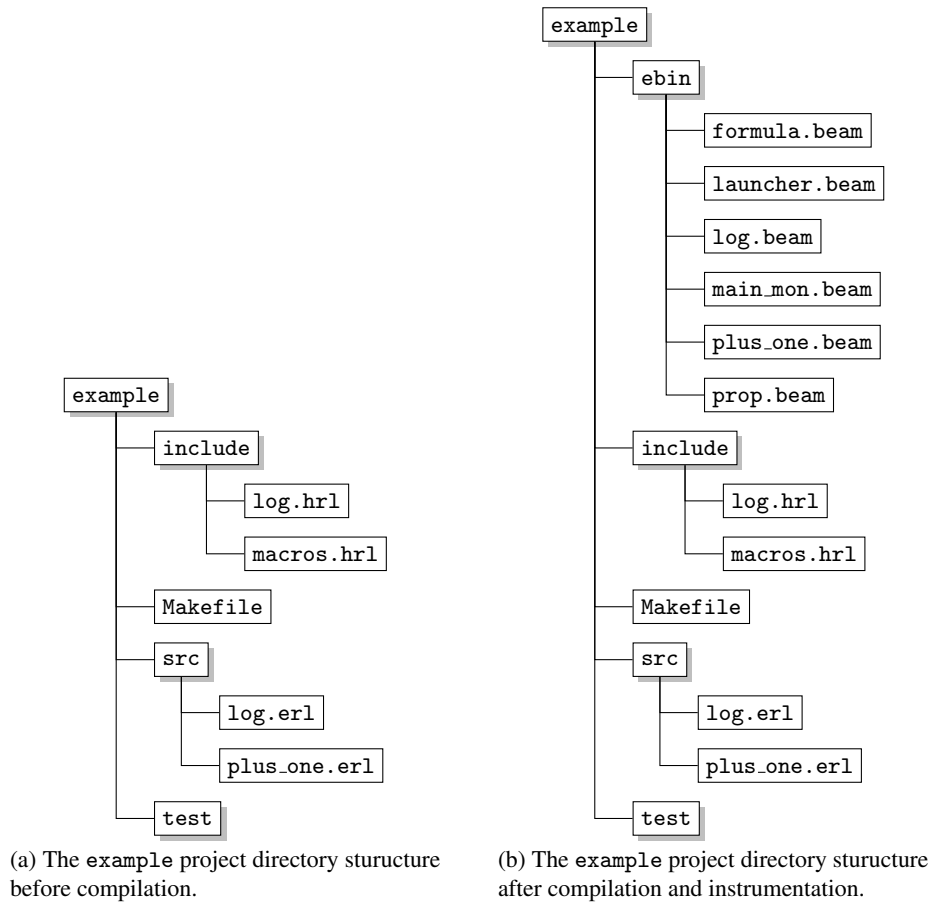 example
include
log.hrl
macros.hrl
Makefile
src
log.erl
plus_one.erl
test
(a) The example project directory sturucture
before compilation.
example
ebin
formula.beam
launcher.beam
log.beam
main_mon.beam
plus_one.beam
prop.beam
include
log.hrl
macros.hrl
Makefile
src
log.erl
plus_one.erl
test
(b) The example project directory sturucture
after compilation and instrumentation.